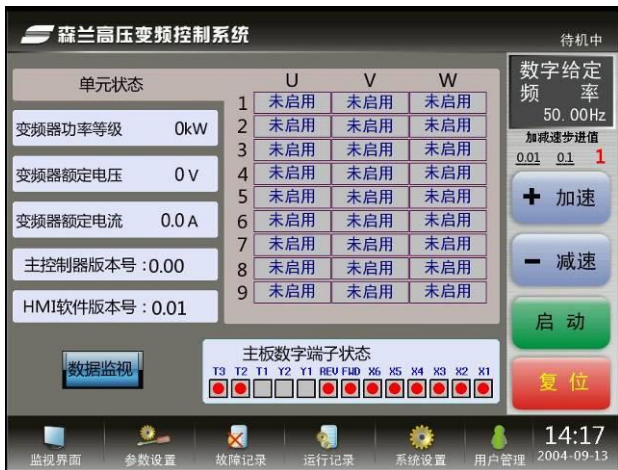 森兰高压变频控制系统
待机中
单元状态
变频器功率等级 0kW
变频器额定电压 0 V
变频器额定电流 0.0 A
主控制器版本号 :0.00
HMI软件版本号 : 0.01
数据监视
U V W
1 未启用 未启用 未启用
2 未启用 未启用 未启用
3 未启用 未启用 未启用
4 未启用 未启用 未启用
5 未启用 未启用 未启用
6 未启用 未启用 未启用
7 未启用 未启用 未启用
8 未启用 未启用 未启用
9 未启用 未启用 未启用
主板数字端子状态
T3 T2 T1 Y2 Y1 REV FWD X6 X5 X4 X3 X2 X1
数字给定
频 率
50.00Hz
加减速步进值
0.01 0.1 1
+ 加速
- 减速
启 动
复 位
监视界面 参数设置 故障记录 运行记录 系统设置 用户管理
14:17
2004-09-13